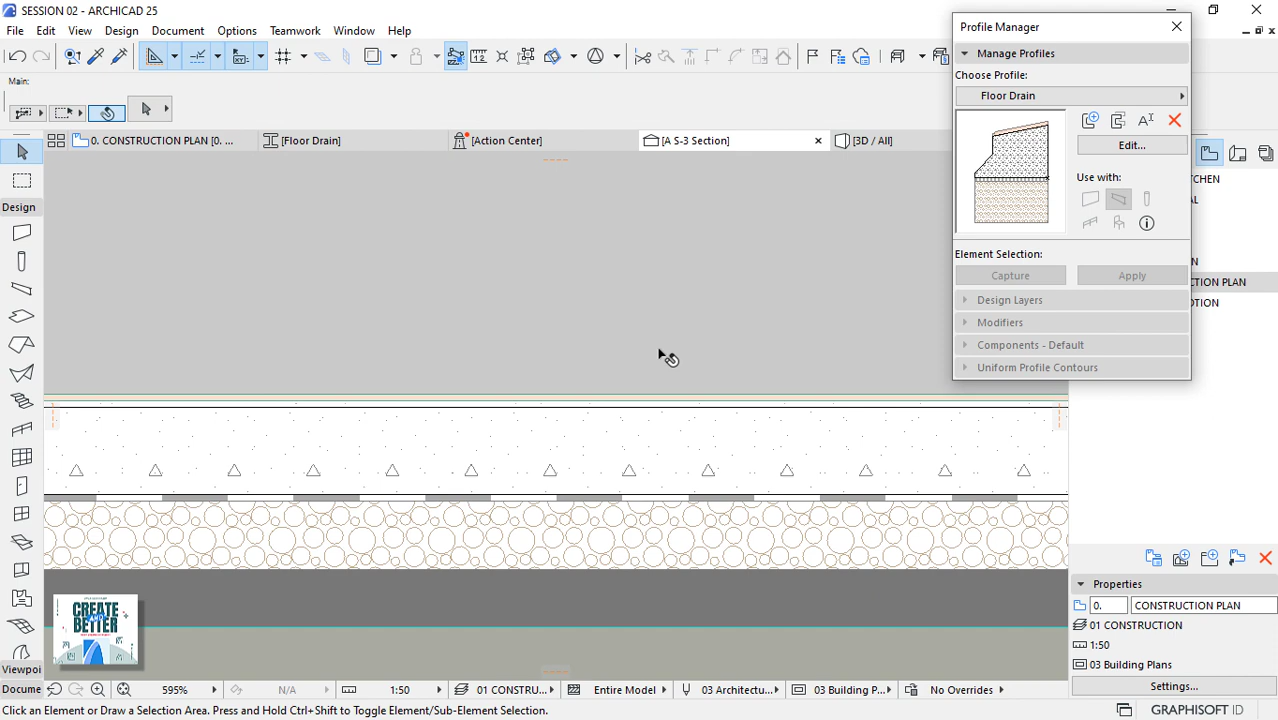 SESSION 02 - ARCHICAD 25
File Edit View Design Document Options Teamwork Window Help
Main:
0. CONSTRUCTION PLAN [0. ...
[Floor Drain]
[Action Center]
[A S-3 Section]
[3D / All]
Design
Viewpoi
Docume
Profile Manager
Manage Profiles
Choose Profile:
Floor Drain
Edit...
Use with:
Element Selection:
Capture Apply
Design Layers
Modifiers
Components - Default
Uniform Profile Contours
TCHEN
AL
N
CTION PLAN
OTION
Properties
0. CONSTRUCTION PLAN
01 CONSTRUCTION
1:50
03 Building Plans
Settings...
CREATE
BETTER
595% N/A 1:50 01 CONSTRU... Entire Model 03 Architectu... 03 Building P... No Overrides
Click an Element or Draw a Selection Area. Press and Hold Ctrl+Shift to Toggle Element/Sub-Element Selection.
GRAPHISOFT ID